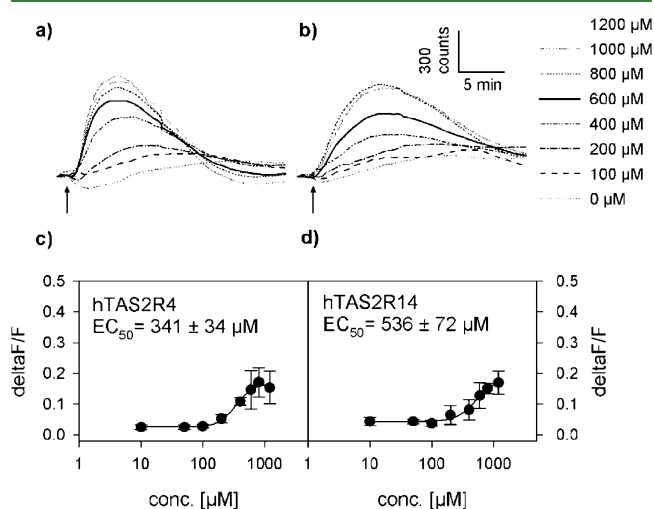 a)
b)
300
counts
5 min
1200 µM
1000 µM
800 µM
600 µM
400 µM
200 µM
100 µM
0 µM
c)
d)
0.5
0.4
0.3
0.2
0.1
0.0
deltaF/F
hTAS2R4
EC50= 341 ± 34 µM
hTAS2R14
EC50= 536 ± 72 µM
0.5
0.4
0.3
0.2
0.1
0.0
deltaF/F
1 10 100 1000
1 10 100 1000
conc. [µM]
conc. [µM]